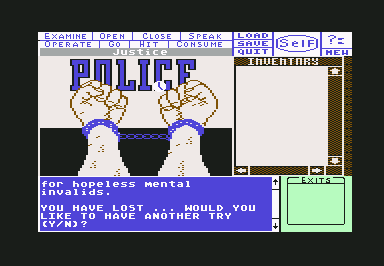 EXAMINE OPEN CLOSE SPEAK
OPERATE GO HIT CONSUME
LOAD
SAVE
QUIT
SELF
?=
NEW
Justice
POLICE
INVENTARY
for hopeless mental
invalids.
YOU HAVE LOST ... WOULD YOU
LIKE TO HAVE ANOTHER TRY
(Y/N)?
EXITS